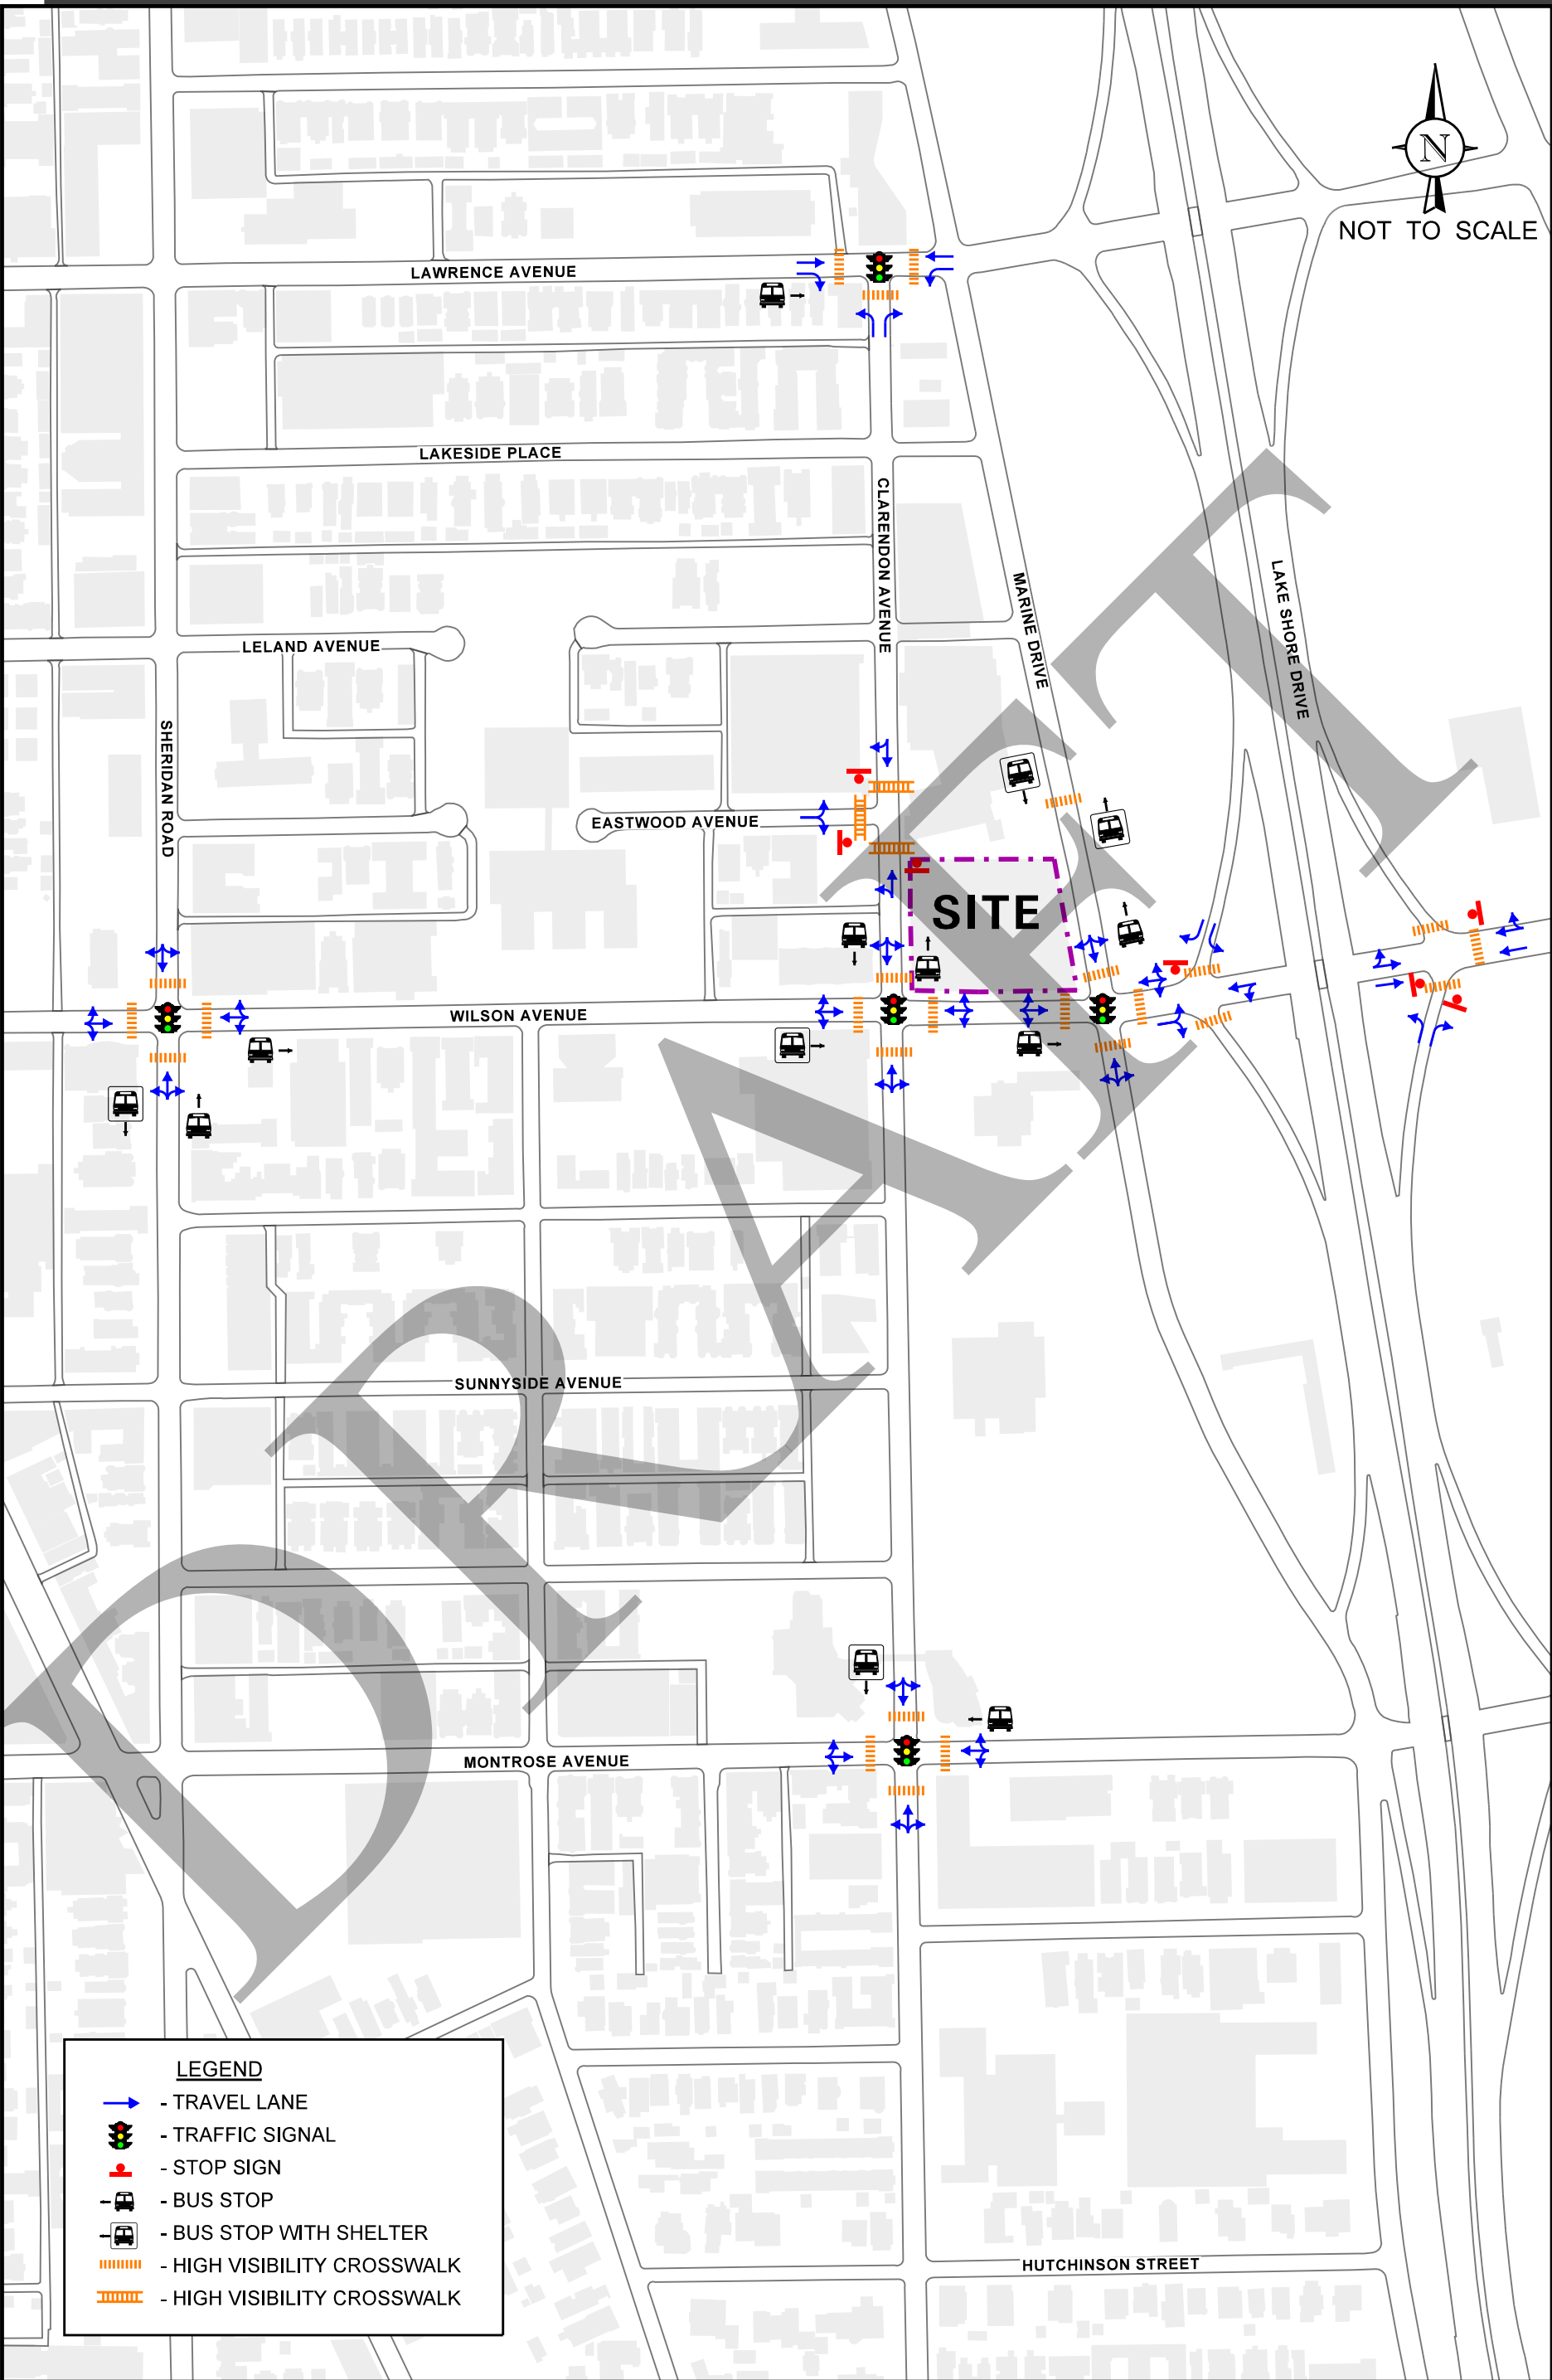 N
NOT TO SCALE
LAWRENCE AVENUE
LAKESIDE PLACE
CLARENDON AVENUE
MARINE DRIVE
LAKE SHORE DRIVE
LELAND AVENUE
SHERIDAN ROAD
EASTWOOD AVENUE
SITE
WILSON AVENUE
SUNNYSIDE AVENUE
MONTROSE AVENUE
HUTCHINSON STREET
DRAFT
LEGEND
- TRAVEL LANE
- TRAFFIC SIGNAL
- STOP SIGN
- BUS STOP
- BUS STOP WITH SHELTER
- HIGH VISIBILITY CROSSWALK
- HIGH VISIBILITY CROSSWALK